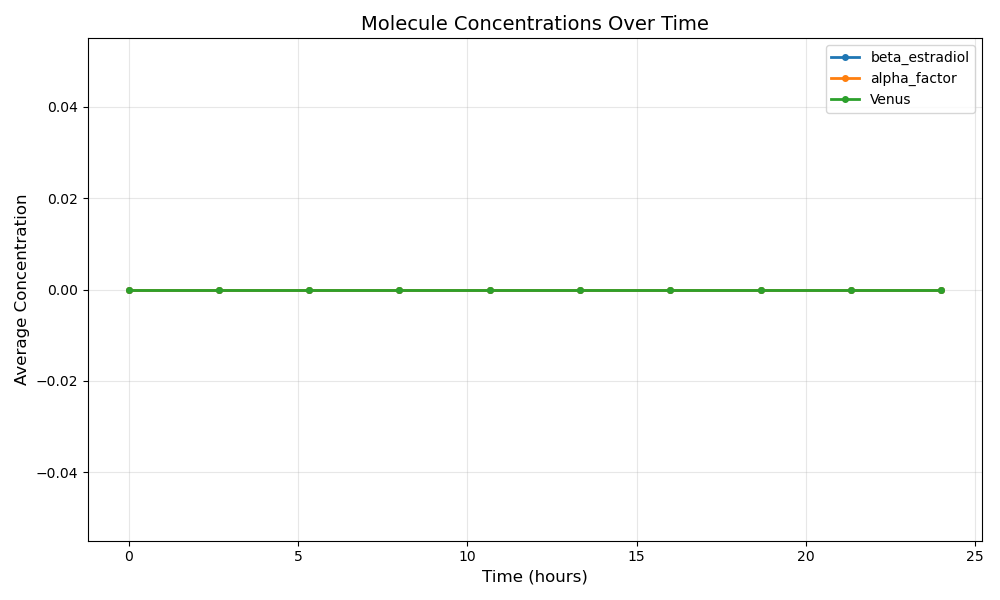 Molecule Concentrations Over Time
beta_estradiol
alpha_factor
Venus
Average Concentration
0.04
0.02
0.00
−0.02
−0.04
0
5
10
15
20
25
Time (hours)